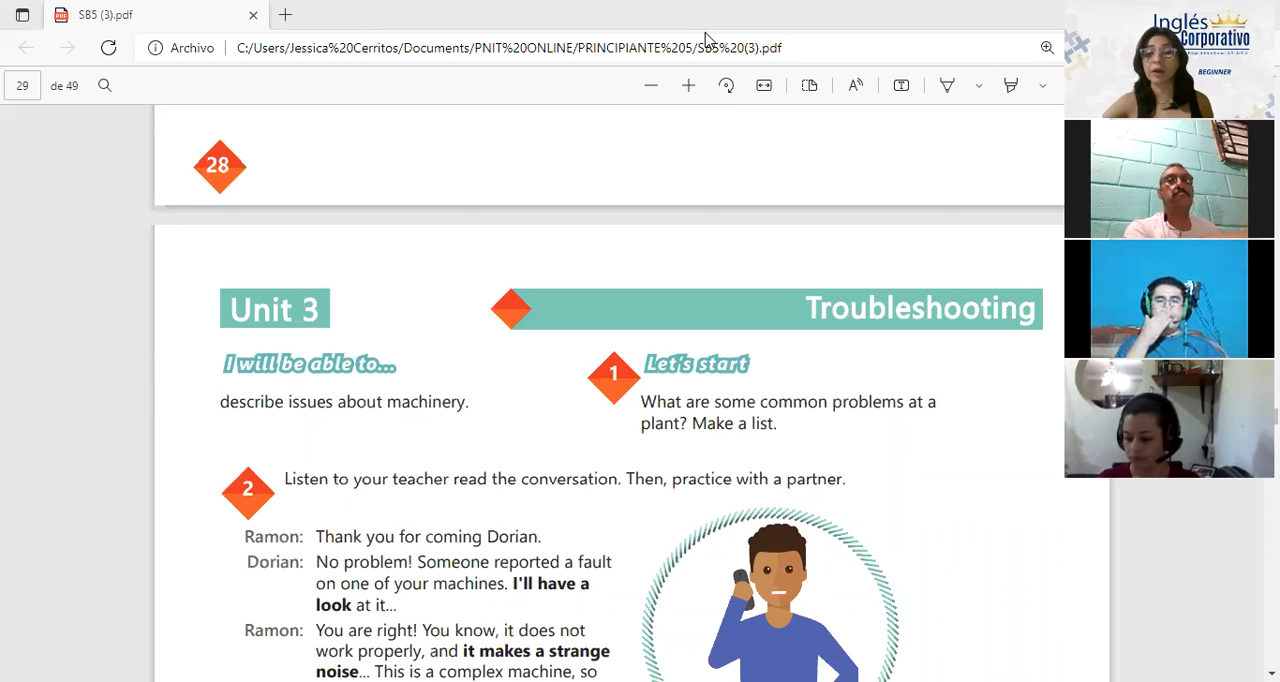 SB5 (3).pdf
Archivo
C:/Users/Jessica%20Cerritos/Documents/PNIT%20ONLINE/PRINCIPIANTE%205/SB5%20(3).pdf
29
de 49
28
Unit 3
Troubleshooting
I will be able to...
describe issues about machinery.
1
Let's start
What are some common problems at a
plant? Make a list.
2
Listen to your teacher read the conversation. Then, practice with a partner.
Ramon: Thank you for coming Dorian.
Dorian: No problem! Someone reported a fault
on one of your machines. I'll have a
look at it...
Ramon: You are right! You know, it does not
work properly, and it makes a strange
noise... This is a complex machine, so
Inglés
Corporativo
BEGINNER